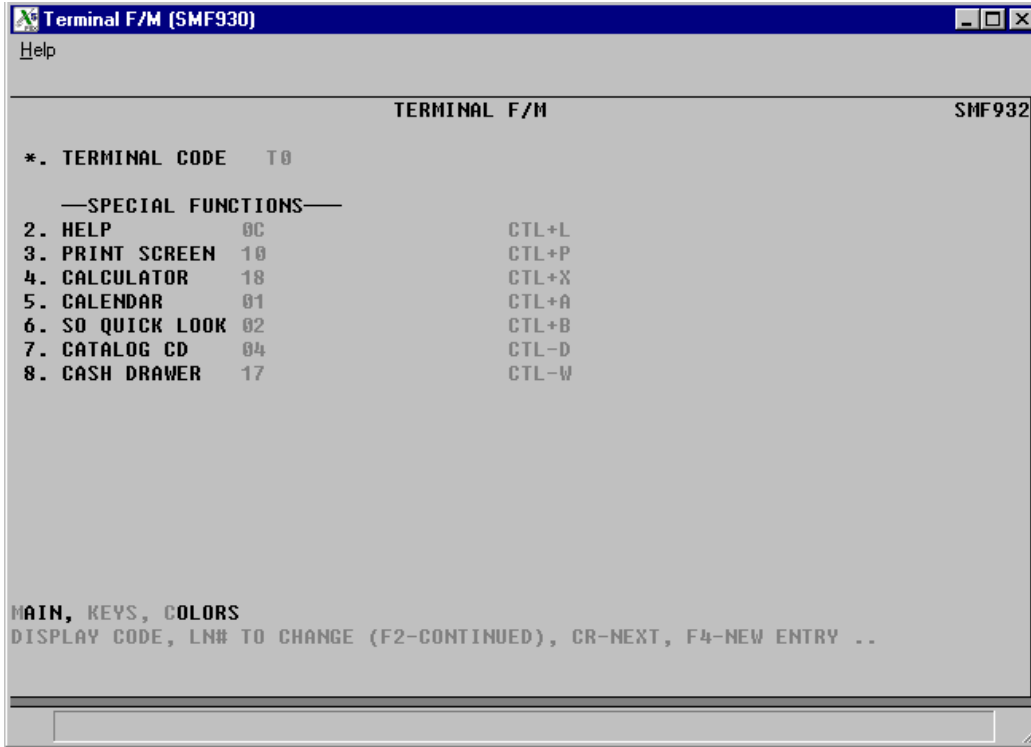 Terminal F/M (SMF930)
Help
TERMINAL F/M SMF932
*. TERMINAL CODE T0
SPECIAL FUNCTIONS
2. HELP 0C CTL+L
3. PRINT SCREEN 10 CTL+P
4. CALCULATOR 18 CTL+X
5. CALENDAR 01 CTL+A
6. SO QUICK LOOK 02 CTL+B
7. CATALOG CD 04 CTL-D
8. CASH DRAWER 17 CTL-W
MAIN, KEYS, COLORS
DISPLAY CODE, LN# TO CHANGE (F2-CONTINUED), CR-NEXT, F4-NEW ENTRY ..